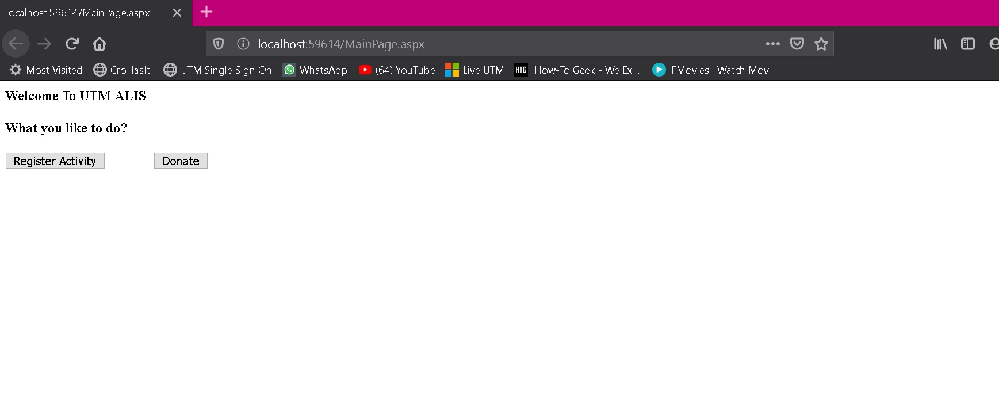 localhost:59614/MainPage.aspx
localhost:59614/MainPage.aspx
Most Visited CroHasIt UTM Single Sign On WhatsApp (64) YouTube Live UTM HTG How-To Geek - We Ex... FMovies | Watch Movi...
Welcome To UTM ALIS
What you like to do?
Register Activity Donate